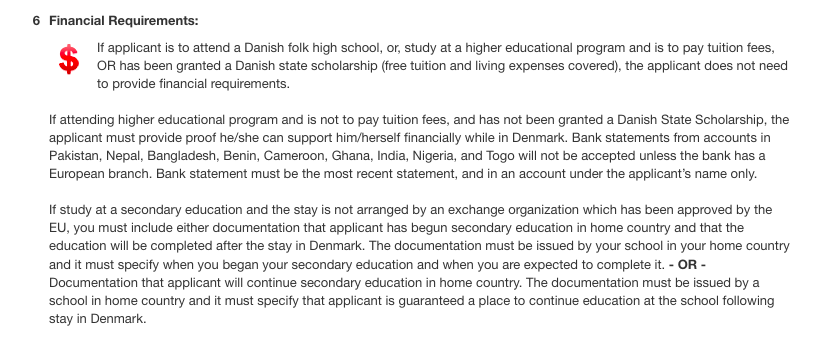 6 Financial Requirements:
$
If applicant is to attend a Danish folk high school, or, study at a higher educational program and is to pay tuition fees,
OR has been granted a Danish state scholarship (free tuition and living expenses covered), the applicant does not need
to provide financial requirements.
If attending higher educational program and is not to pay tuition fees, and has not been granted a Danish State Scholarship, the
applicant must provide proof he/she can support him/herself financially while in Denmark. Bank statements from accounts in
Pakistan, Nepal, Bangladesh, Benin, Cameroon, Ghana, India, Nigeria, and Togo will not be accepted unless the bank has a
European branch. Bank statement must be the most recent statement, and in an account under the applicant's name only.
If study at a secondary education and the stay is not arranged by an exchange organization which has been approved by the
EU, you must include either documentation that applicant has begun secondary education in home country and that the
education will be completed after the stay in Denmark. The documentation must be issued by your school in your home country
and it must specify when you began your secondary education and when you are expected to complete it. - OR -
Documentation that applicant will continue secondary education in home country. The documentation must be issued by a
school in home country and it must specify that applicant is guaranteed a place to continue education at the school following
stay in Denmark.